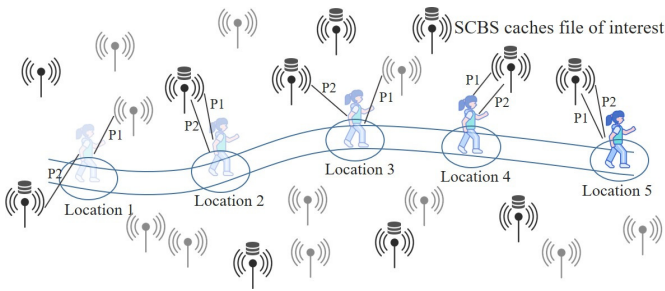 SCBS caches file of interest
P1
P2
Location 1
P1
P2
Location 2
P2
P1
Location 3
P1
P2
Location 4
P2
P1
Location 5